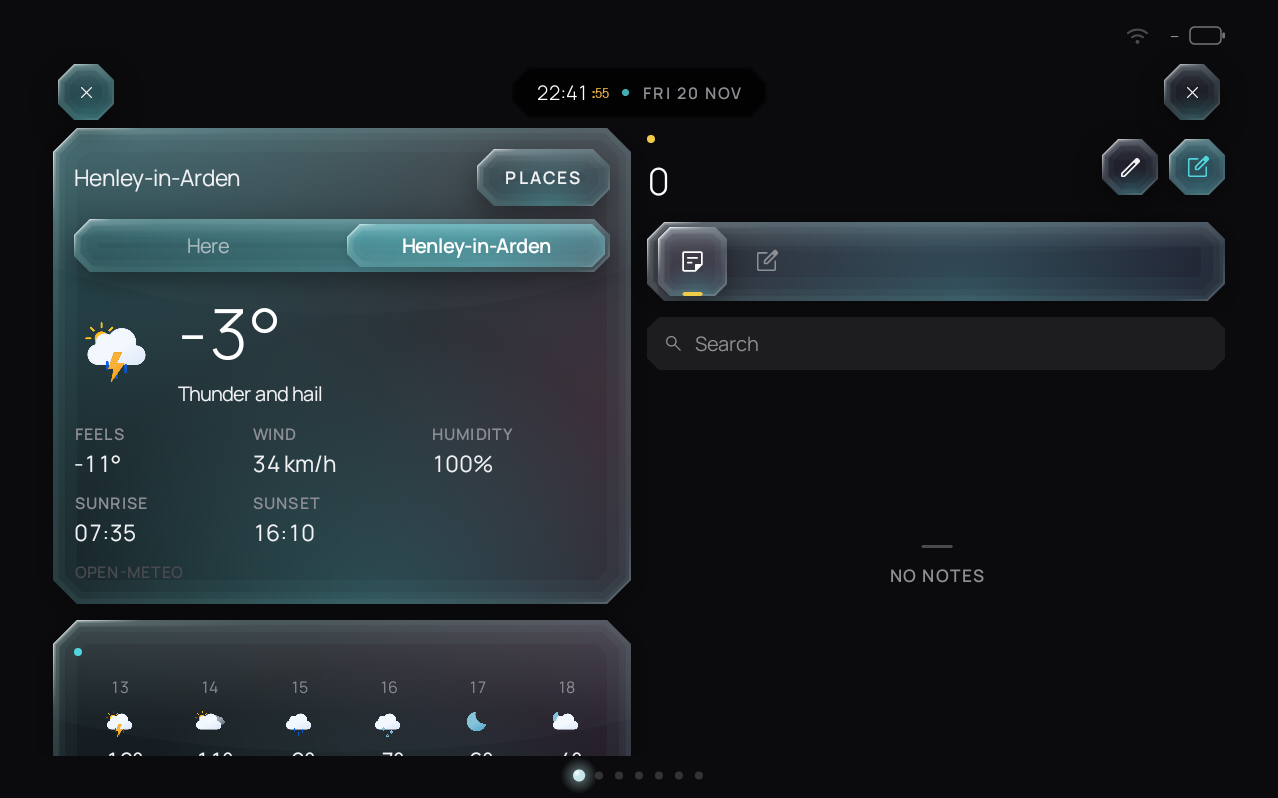 –
22:41 :55 FRI 20 NOV
Henley-in-Arden
PLACES
Here
Henley-in-Arden
-3°
Thunder and hail
FEELS
WIND
HUMIDITY
-11°
34 km/h
100%
SUNRISE
SUNSET
07:35
16:10
OPEN-METEO
13 14 15 16 17 18
0
Search
NO NOTES